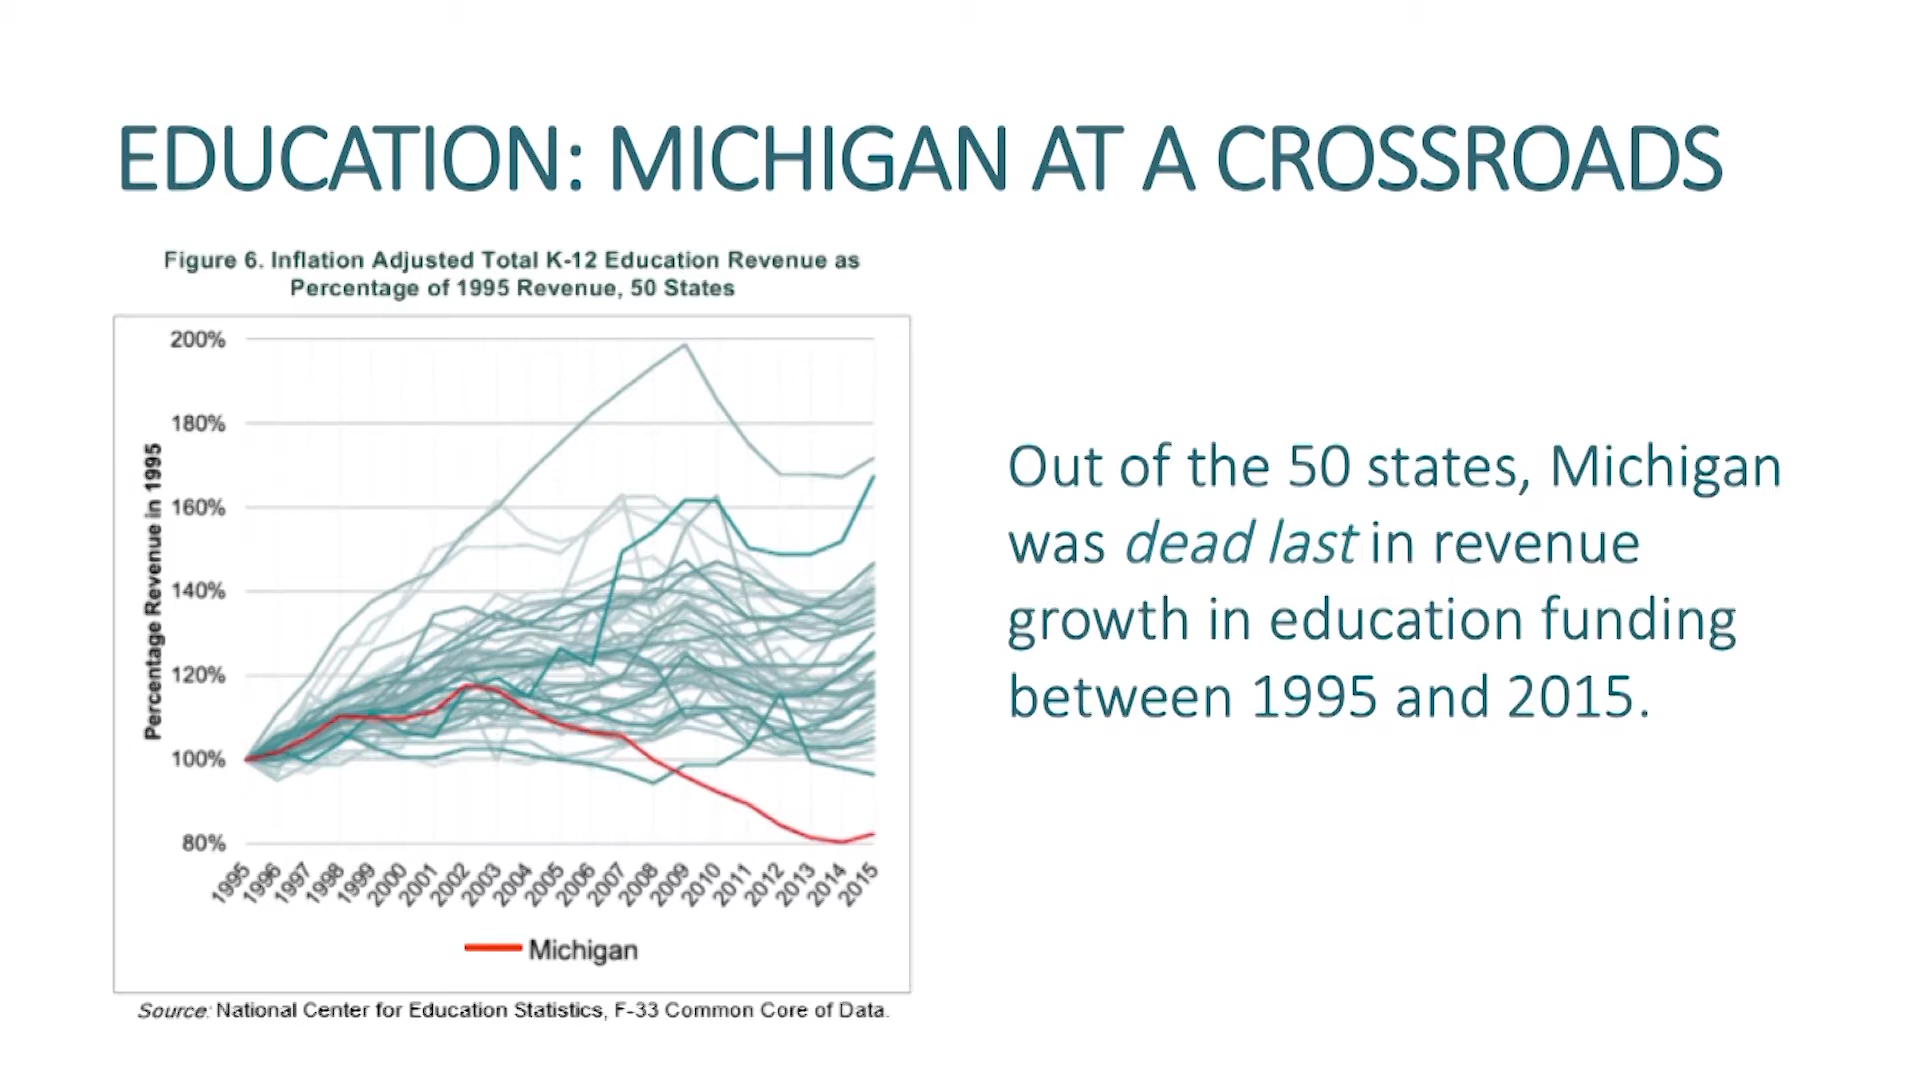 EDUCATION: MICHIGAN AT A CROSSROADS
Figure 6. Inflation Adjusted Total K-12 Education Revenue as
Percentage of 1995 Revenue, 50 States
Percentage Revenue in 1995
200%
180%
160%
140%
120%
100%
80%
1995 1996 1997 1998 1999 2000 2001 2002 2003 2004 2005 2006 2007 2008 2009 2010 2011 2012 2013 2014 2015
Michigan
Source: National Center for Education Statistics, F-33 Common Core of Data.
Out of the 50 states, Michigan
was dead last in revenue
growth in education funding
between 1995 and 2015.